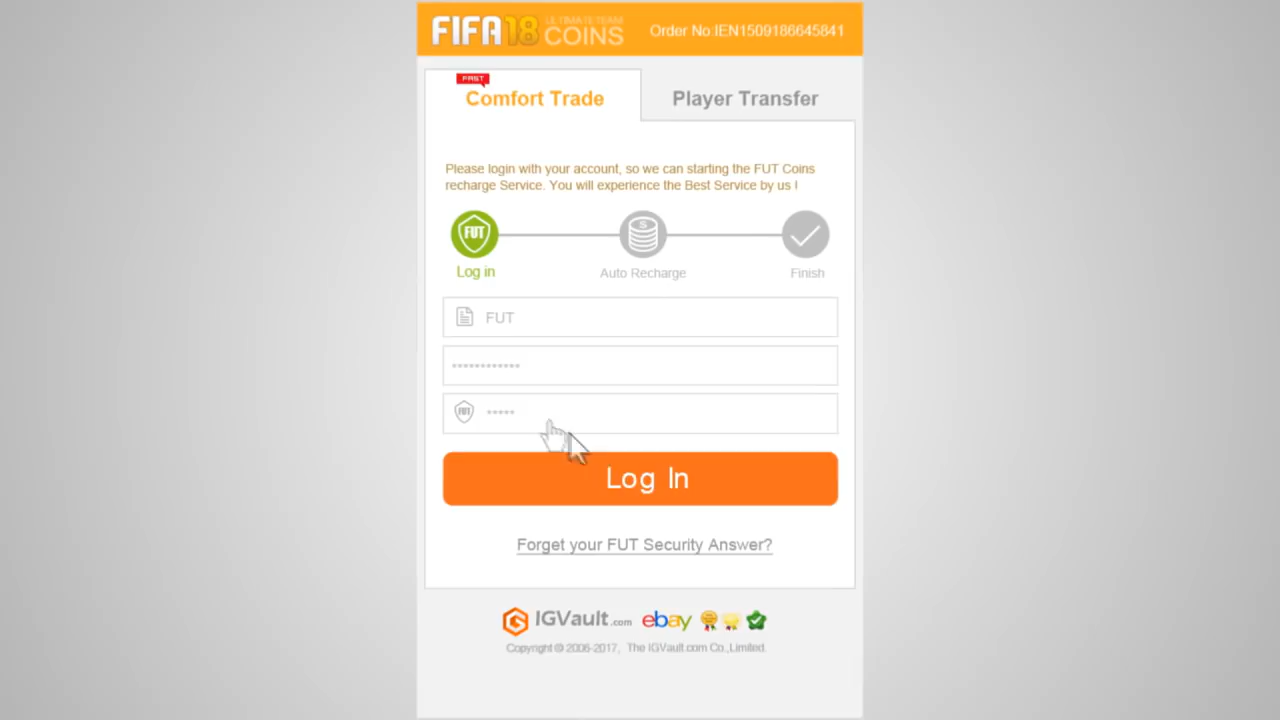 FIFA 18 ULTIMATE TEAM COINS Order No:IEN1509186645841
FAST
Comfort Trade Player Transfer
Please login with your account, so we can starting the FUT Coins
recharge Service. You will experience the Best Service by us !
FUT
Log in Auto Recharge Finish
FUT
************
FUT *****
Log In
Forget your FUT Security Answer?
IGVault.com ebay
Copyright © 2006-2017, The IGVault.com Co.,Limited.